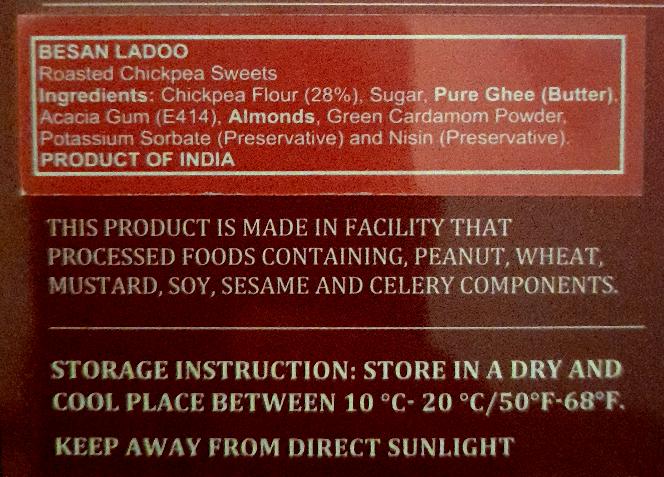 BESAN LADOO
Roasted Chickpea Sweets
Ingredients: Chickpea Flour (28%), Sugar, Pure Ghee (Butter),
Acacia Gum (E414), Almonds, Green Cardamom Powder,
Potassium Sorbate (Preservative) and Nisin (Preservative).
PRODUCT OF INDIA
THIS PRODUCT IS MADE IN FACILITY THAT
PROCESSED FOODS CONTAINING, PEANUT, WHEAT,
MUSTARD, SOY, SESAME AND CELERY COMPONENTS.
STORAGE INSTRUCTION: STORE IN A DRY AND
COOL PLACE BETWEEN 10 °C- 20 °C/50°F-68°F.
KEEP AWAY FROM DIRECT SUNLIGHT